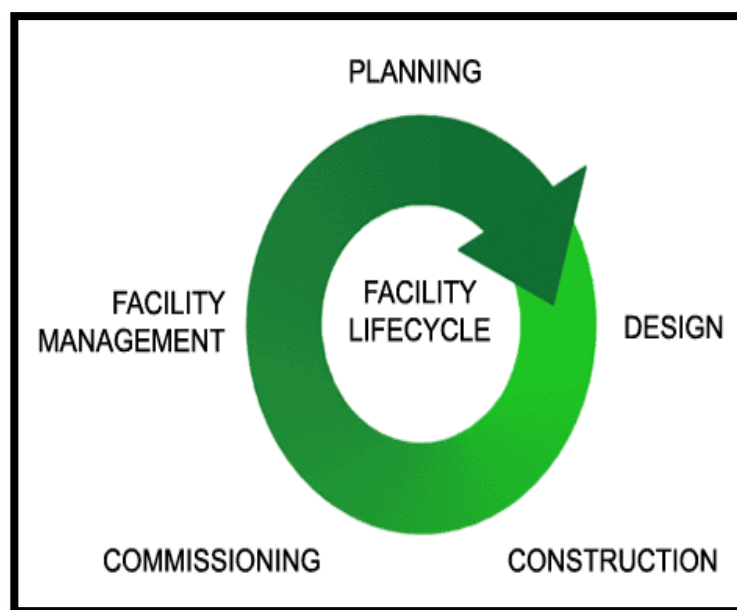 PLANNING
FACILITY
LIFECYCLE
FACILITY
MANAGEMENT
DESIGN
COMMISSIONING
CONSTRUCTION